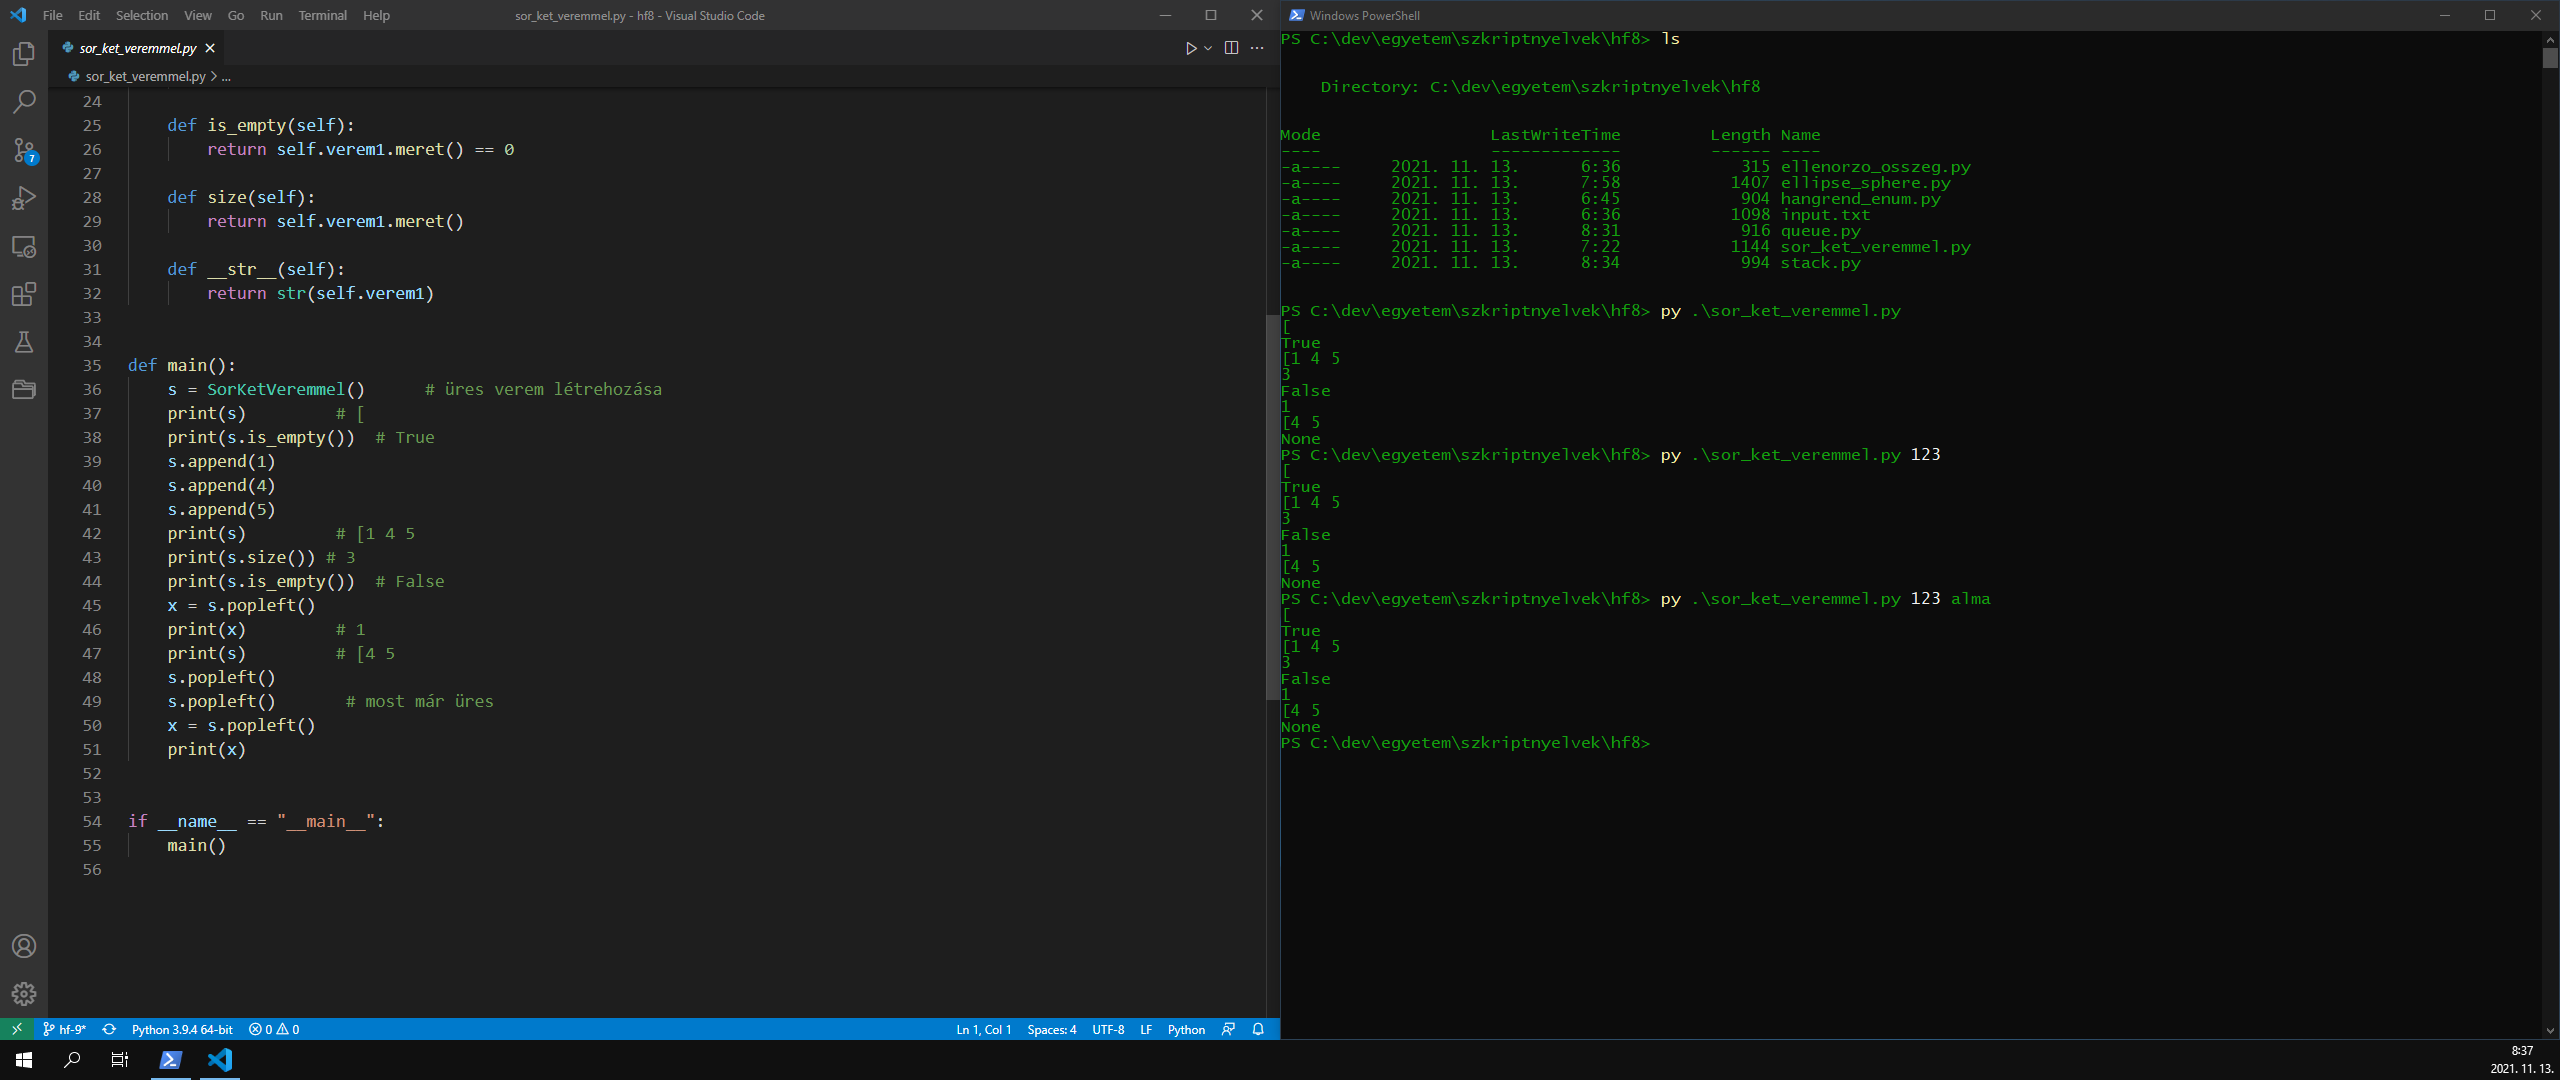 File Edit Selection View Go Run Terminal Help
sor_ket_veremmel.py - hf8 - Visual Studio Code
sor_ket_veremmel.py
sor_ket_veremmel.py > ...
24
25     def is_empty(self):
26         return self.verem1.meret() == 0
27
28     def size(self):
29         return self.verem1.meret()
30
31     def __str__(self):
32         return str(self.verem1)
33
34
35 def main():
36     s = SorKetVeremmel()      # üres verem létrehozása
37     print(s)         # [
38     print(s.is_empty())  # True
39     s.append(1)
40     s.append(4)
41     s.append(5)
42     print(s)         # [1 4 5
43     print(s.size()) # 3
44     print(s.is_empty())  # False
45     x = s.popleft()
46     print(x)         # 1
47     print(s)         # [4 5
48     s.popleft()
49     s.popleft()       # most már üres
50     x = s.popleft()
51     print(x)
52
53
54 if __name__ == "__main__":
55     main()
56
7
hf-9* Python 3.9.4 64-bit 0 0 Ln 1, Col 1 Spaces: 4 UTF-8 LF Python
Windows PowerShell
PS C:\dev\egyetem\szkriptnyelvek\hf8> ls
Directory: C:\dev\egyetem\szkriptnyelvek\hf8
Mode                 LastWriteTime         Length Name
----                 -------------         ------ ----
-a----     2021. 11. 13.      6:36            315 ellenorzo_osszeg.py
-a----     2021. 11. 13.      7:58           1407 ellipse_sphere.py
-a----     2021. 11. 13.      6:45            904 hangrend_enum.py
-a----     2021. 11. 13.      6:36           1098 input.txt
-a----     2021. 11. 13.      8:31            916 queue.py
-a----     2021. 11. 13.      7:22           1144 sor_ket_veremmel.py
-a----     2021. 11. 13.      8:34            994 stack.py
PS C:\dev\egyetem\szkriptnyelvek\hf8> py .\sor_ket_veremmel.py
[
True
[1 4 5
3
False
1
[4 5
None
PS C:\dev\egyetem\szkriptnyelvek\hf8> py .\sor_ket_veremmel.py 123
[
True
[1 4 5
3
False
1
[4 5
None
PS C:\dev\egyetem\szkriptnyelvek\hf8> py .\sor_ket_veremmel.py 123 alma
[
True
[1 4 5
3
False
1
[4 5
None
PS C:\dev\egyetem\szkriptnyelvek\hf8>
8:37
2021. 11. 13.